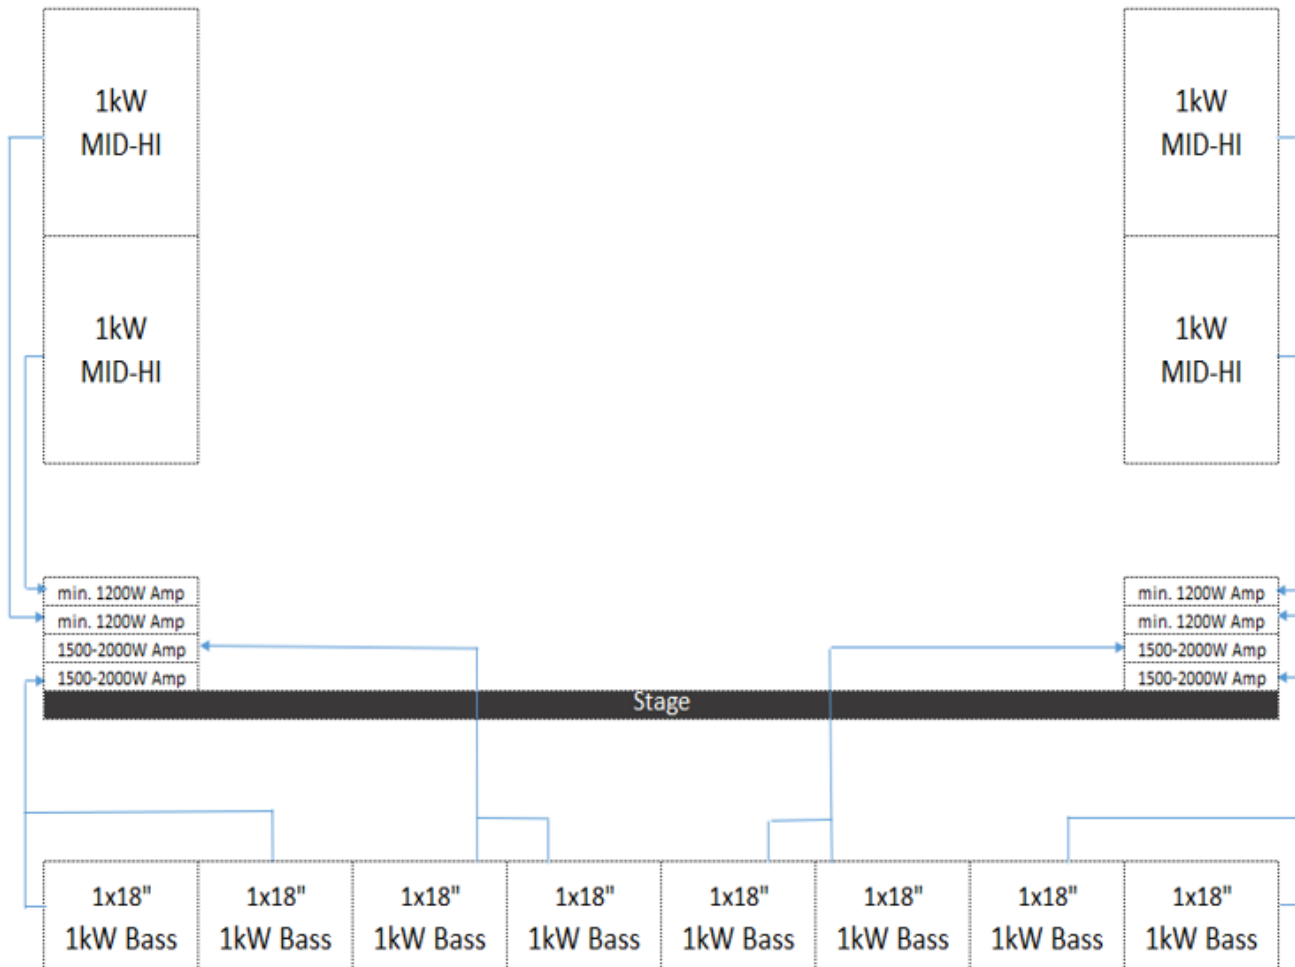 1kW
MID-HI
1kW
MID-HI
1kW
MID-HI
1kW
MID-HI
min. 1200W Amp
min. 1200W Amp
1500-2000W Amp
1500-2000W Amp
min. 1200W Amp
min. 1200W Amp
1500-2000W Amp
1500-2000W Amp
Stage
1x18"
1kW Bass
1x18"
1kW Bass
1x18"
1kW Bass
1x18"
1kW Bass
1x18"
1kW Bass
1x18"
1kW Bass
1x18"
1kW Bass
1x18"
1kW Bass